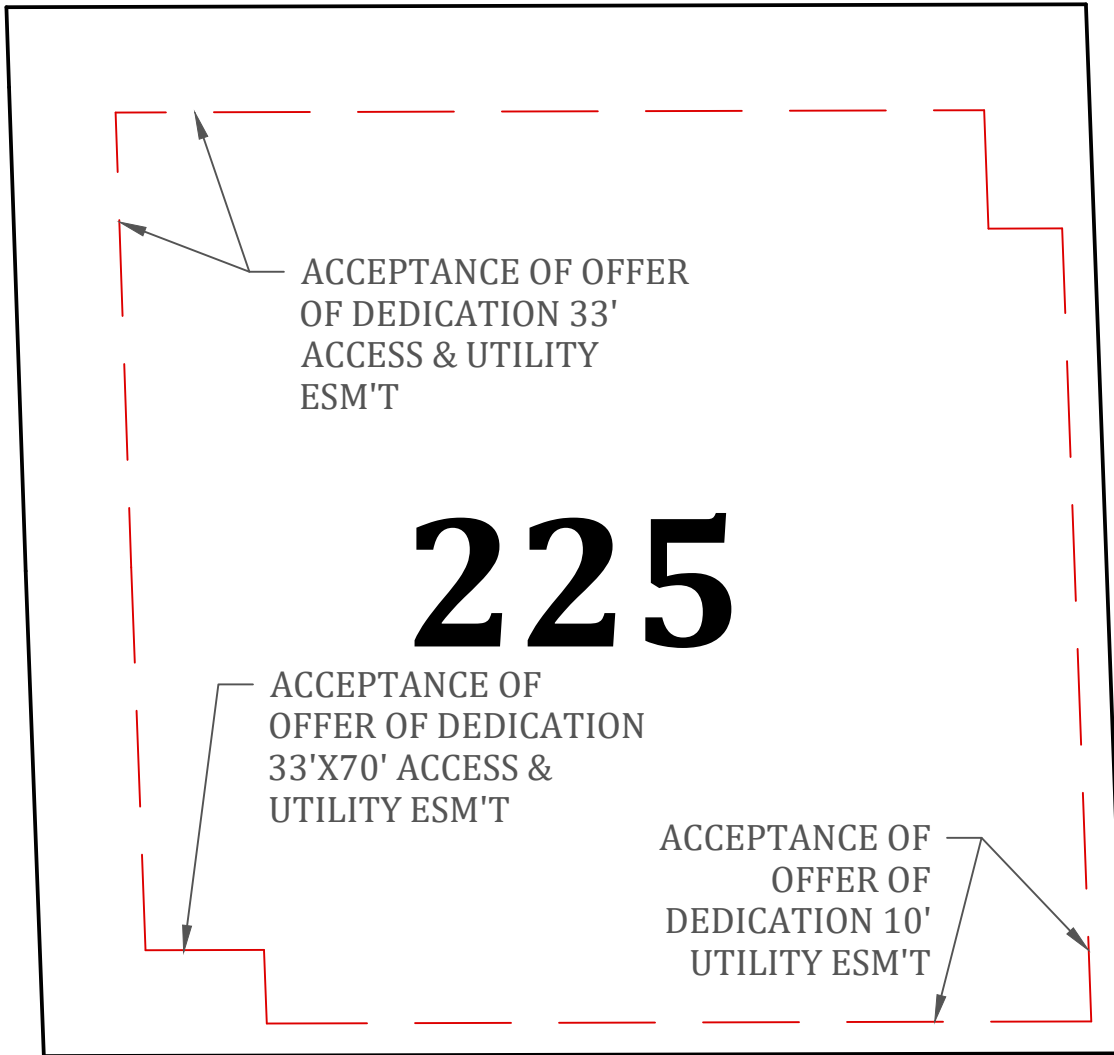 ACCEPTANCE OF OFFER
OF DEDICATION 33'
ACCESS & UTILITY
ESM'T
225
ACCEPTANCE OF
OFFER OF DEDICATION
33'X70' ACCESS &
UTILITY ESM'T
ACCEPTANCE OF
OFFER OF
DEDICATION 10'
UTILITY ESM'T